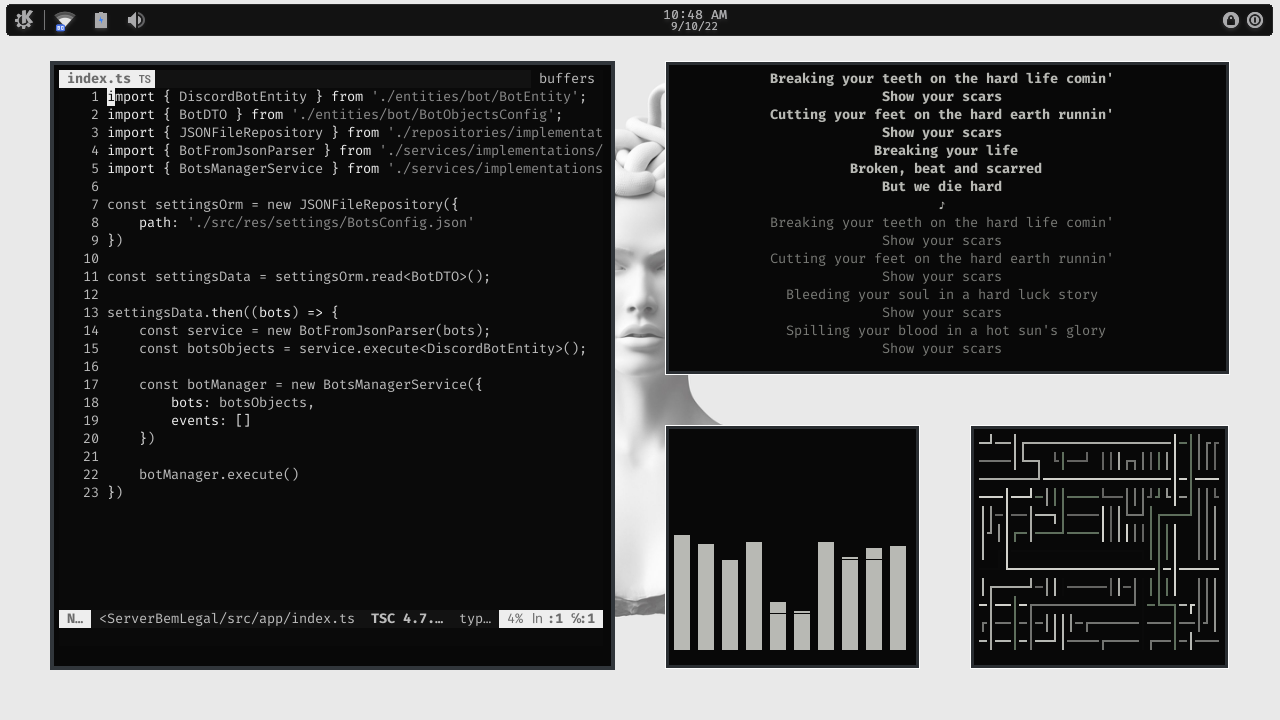 10:48 AM
9/10/22
index.ts TS buffers
1 import { DiscordBotEntity } from './entities/bot/BotEntity';
2 import { BotDTO } from './entities/bot/BotObjectsConfig';
3 import { JSONFileRepository } from './repositories/implementat
4 import { BotFromJsonParser } from './services/implementations/
5 import { BotsManagerService } from './services/implementations
6
7 const settingsOrm = new JSONFileRepository({
8     path: './src/res/settings/BotsConfig.json'
9 })
10
11 const settingsData = settingsOrm.read<BotDTO>();
12
13 settingsData.then((bots) => {
14     const service = new BotFromJsonParser(bots);
15     const botsObjects = service.execute<DiscordBotEntity>();
16
17     const botManager = new BotsManagerService({
18         bots: botsObjects,
19         events: []
20     })
21
22     botManager.execute()
23 })
N… <ServerBemLegal/src/app/index.ts TSC 4.7.… typ… 4% ln :1 %:1
Breaking your teeth on the hard life comin'
Show your scars
Cutting your feet on the hard earth runnin'
Show your scars
Breaking your life
Broken, beat and scarred
But we die hard
♪
Breaking your teeth on the hard life comin'
Show your scars
Cutting your feet on the hard earth runnin'
Show your scars
Bleeding your soul in a hard luck story
Show your scars
Spilling your blood in a hot sun's glory
Show your scars